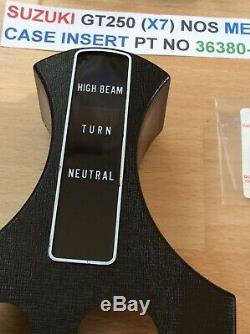 SUZUKI GT250 (X7) NOS ME
CASE INSERT PT NO 36380-
HIGH BEAM
TURN
NEUTRAL